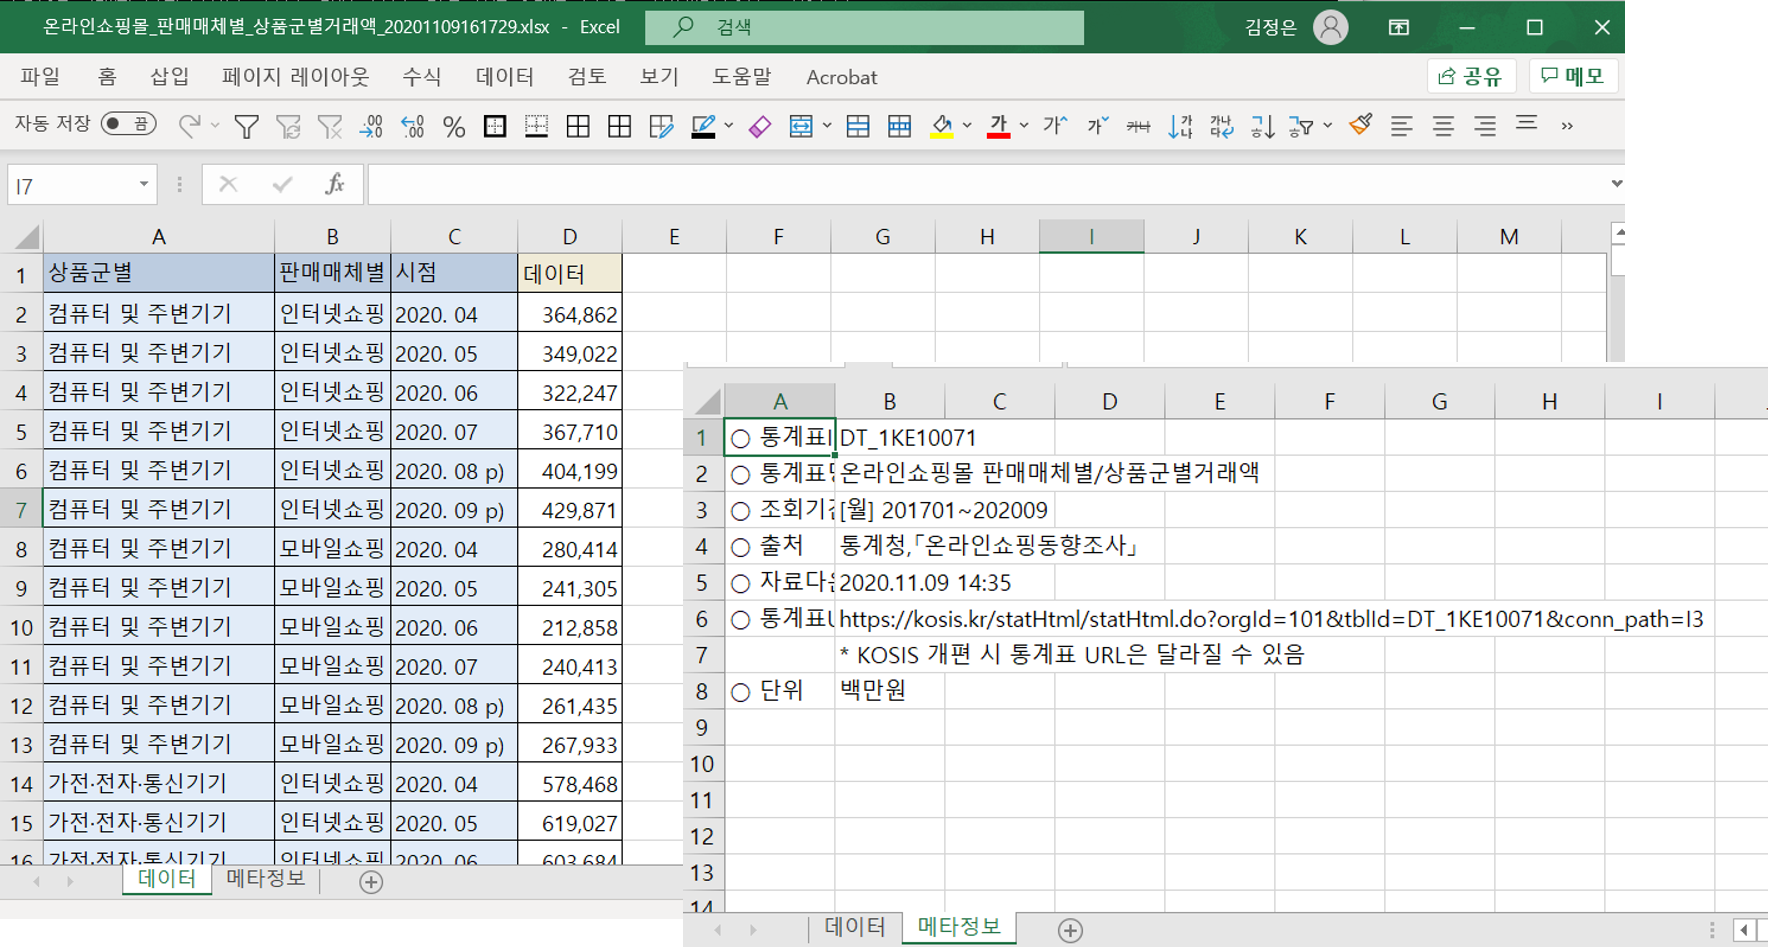 온라인쇼핑몰_판매매체별_상품군별거래액_20201109161729.xlsx - Excel 검색 김정은
파일 홈 삽입 페이지 레이아웃 수식 데이터 검토 보기 도움말 Acrobat 공유 메모
자동 저장 끔
I7 fx
A B C D E F G H I J K L M
1 상품군별 판매매체별 시점 데이터
2 컴퓨터 및 주변기기 인터넷쇼핑 2020. 04 364,862
3 컴퓨터 및 주변기기 인터넷쇼핑 2020. 05 349,022
4 컴퓨터 및 주변기기 인터넷쇼핑 2020. 06 322,247
5 컴퓨터 및 주변기기 인터넷쇼핑 2020. 07 367,710
6 컴퓨터 및 주변기기 인터넷쇼핑 2020. 08 p) 404,199
7 컴퓨터 및 주변기기 인터넷쇼핑 2020. 09 p) 429,871
8 컴퓨터 및 주변기기 모바일쇼핑 2020. 04 280,414
9 컴퓨터 및 주변기기 모바일쇼핑 2020. 05 241,305
10 컴퓨터 및 주변기기 모바일쇼핑 2020. 06 212,858
11 컴퓨터 및 주변기기 모바일쇼핑 2020. 07 240,413
12 컴퓨터 및 주변기기 모바일쇼핑 2020. 08 p) 261,435
13 컴퓨터 및 주변기기 모바일쇼핑 2020. 09 p) 267,933
14 가전·전자·통신기기 인터넷쇼핑 2020. 04 578,468
15 가전·전자·통신기기 인터넷쇼핑 2020. 05 619,027
16 가전·전자·통신기기 인터넷쇼핑 2020. 06 603,684
데이터 메타정보
A B C D E F G H I
1 ○ 통계표I DT_1KE10071
2 ○ 통계표명 온라인쇼핑몰 판매매체별/상품군별거래액
3 ○ 조회기간 [월] 201701~202009
4 ○ 출처 통계청,「온라인쇼핑동향조사」
5 ○ 자료다운 2020.11.09 14:35
6 ○ 통계표U https://kosis.kr/statHtml/statHtml.do?orgId=101&tblId=DT_1KE10071&conn_path=I3
7 * KOSIS 개편 시 통계표 URL은 달라질 수 있음
8 ○ 단위 백만원
9
10
11
12
13
14
데이터 메타정보